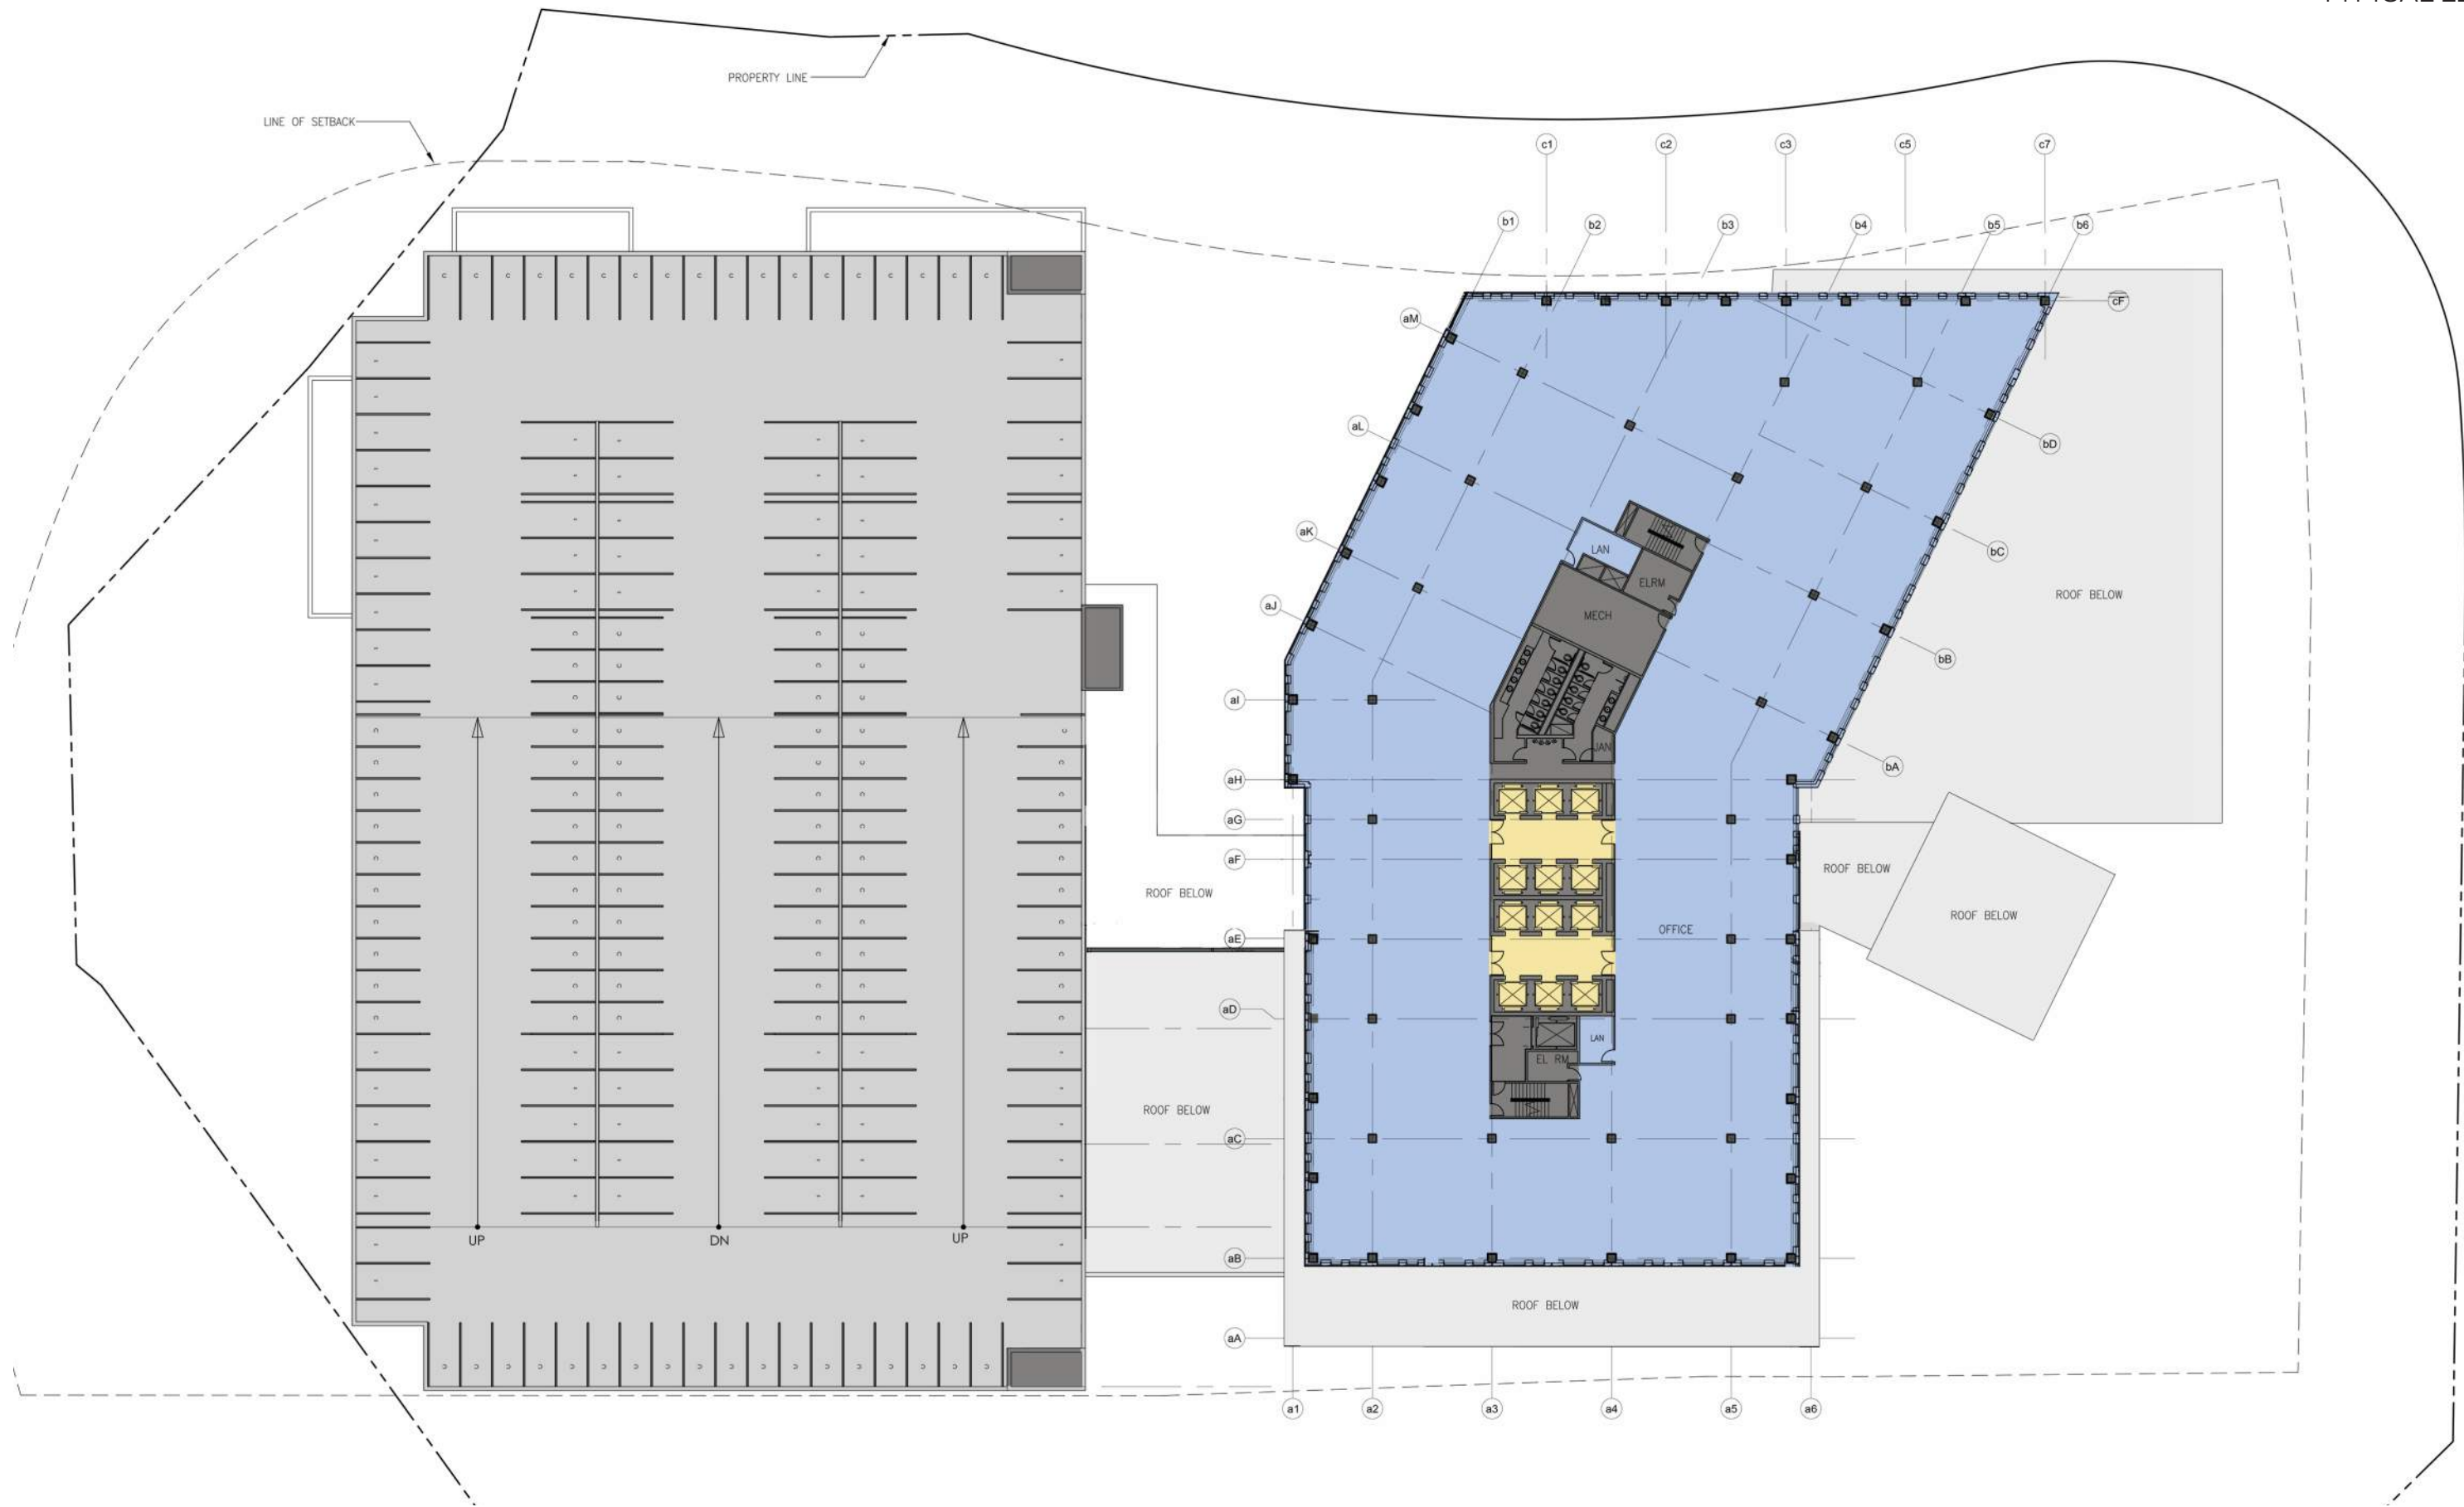 PROPERTY LINE
LINE OF SETBACK
c1
c2
c3
c5
c7
b1
b2
b3
b4
b5
b6
cF
aM
aL
bD
aK
LAN
bC
ELRM
ROOF BELOW
aJ
MECH
bB
aI
JAN
aH
bA
aG
aF
ROOF BELOW
ROOF BELOW
ROOF BELOW
aE
OFFICE
aD
LAN
EL RM
ROOF BELOW
aC
UP
DN
UP
aB
ROOF BELOW
aA
a1
a2
a3
a4
a5
a6